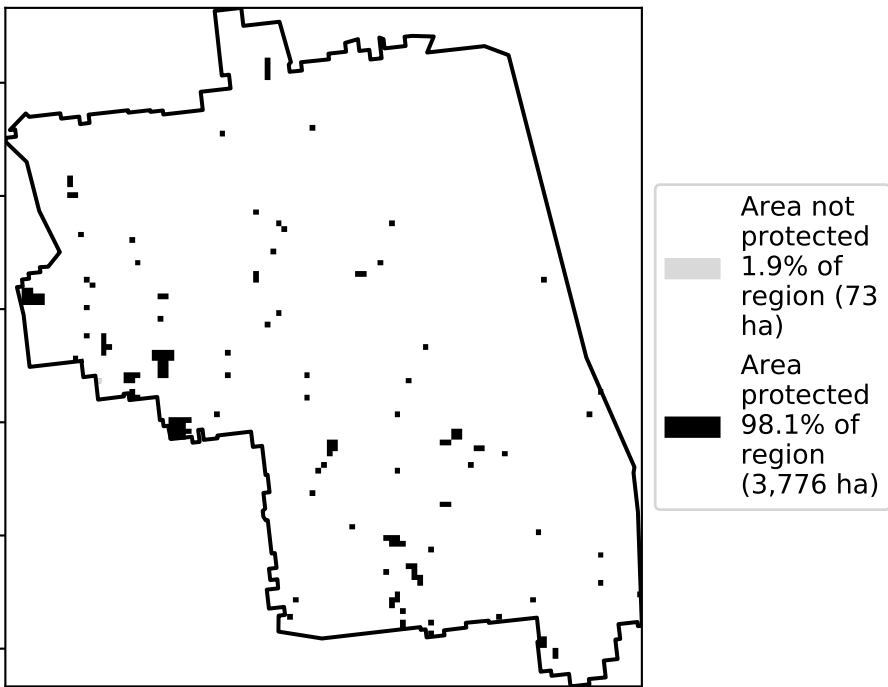 Area not
protected
1.9% of
region (73
ha)
Area
protected
98.1% of
region
(3,776 ha)